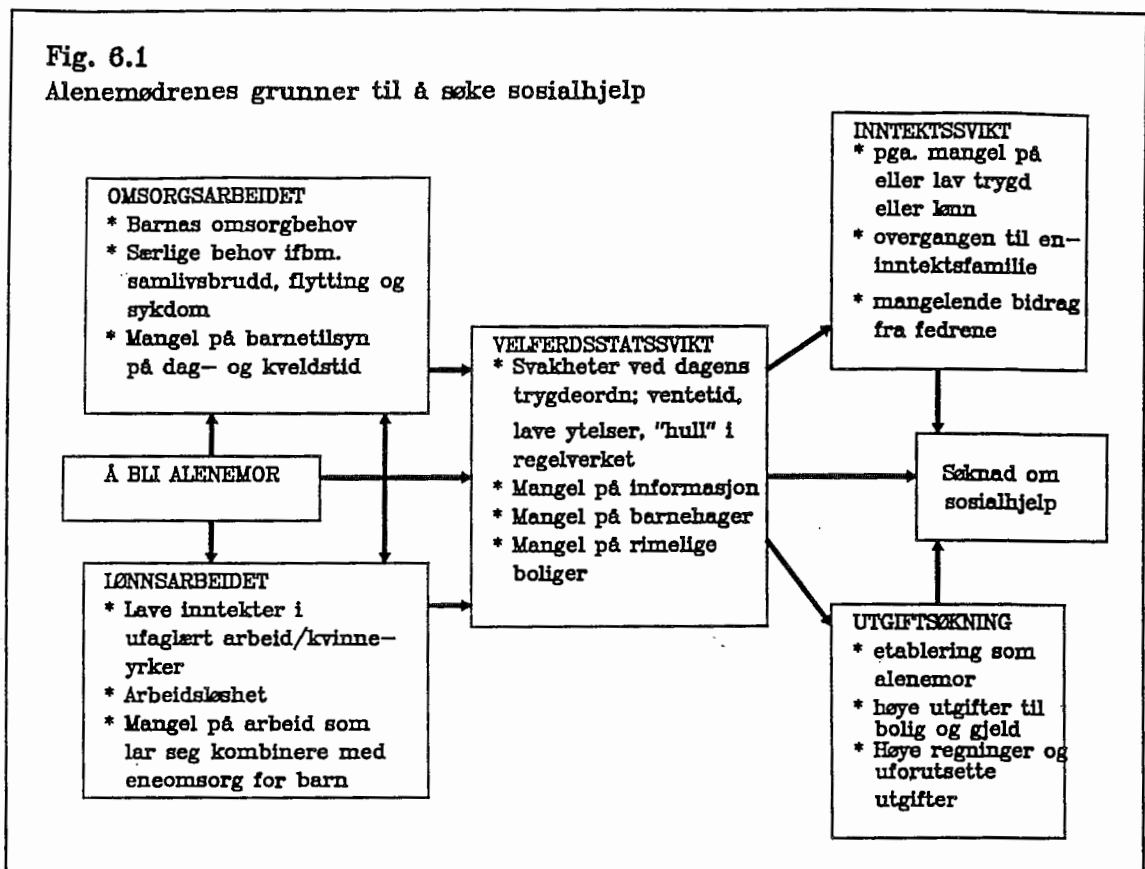 Fig. 6.1
Alenemødrenes grunner til å søke sosialhjelp
OMSORGSARBEIDET
* Barnas omsorgbehov
* Særlige behov ifbm.
samlivsbrudd, flytting og
sykdom
* Mangel på barnetilsyn
på dag- og kveldstid
Å BLI ALENEMOR
LØNNSARBEIDET
* Lave inntekter i
ufaglært arbeid/kvinne-
yrker
* Arbeidsløshet
* Mangel på arbeid som
lar seg kombinere med
eneomsorg for barn
VELFERDSSTATSSVIKT
* Svakheter ved dagens
trygdeordn; ventetid,
lave ytelser, "hull" i
regelverket
* Mangel på informasjon
* Mangel på barnehager
* Mangel på rimelige
boliger
INNTEKTSSVIKT
* pga. mangel på
eller lav trygd
eller lønn
* overgangen til en-
inntektsfamilie
* mangelende bidrag
fra fedrene
Søknad om
sosialhjelp
UTGIFTSØKNING
* etablering som
alenemor
* høye utgifter til
bolig og gjeld
* Høye regninger og
uforutsette
utgifter